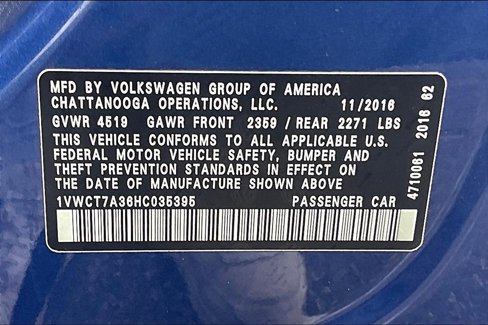 MFD BY VOLKSWAGEN GROUP OF AMERICA
CHATTANOOGA OPERATIONS, LLC. 11/2016
GVWR 4519 GAWR FRONT 2359 / REAR 2271 LBS
THIS VEHICLE CONFORMS TO ALL APPLICABLE U.S.
FEDERAL MOTOR VEHICLE SAFETY, BUMPER AND
THEFT PREVENTION STANDARDS IN EFFECT ON THE
DATE OF MANUFACTURE SHOWN ABOVE
1VWCT7A36HC035395 PASSENGER CAR
4710061 2016 62